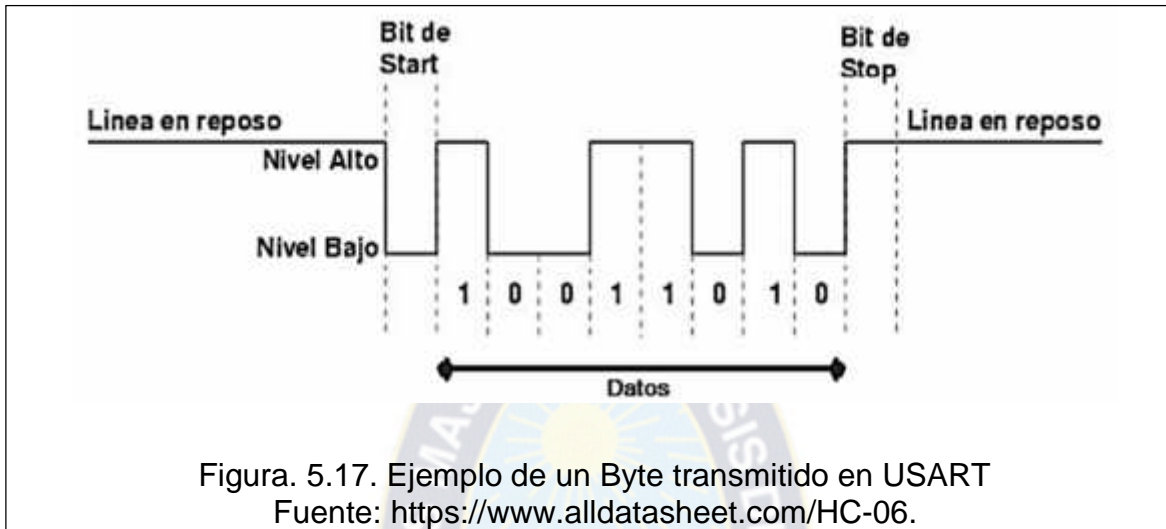 Bit de
Start
Bit de
Stop
Linea en reposo
Linea en reposo
Nivel Alto
Nivel Bajo
1 0 0 1 1 0 1 0
Datos
Figura. 5.17. Ejemplo de un Byte transmitido en USART
Fuente: https://www.alldatasheet.com/HC-06.